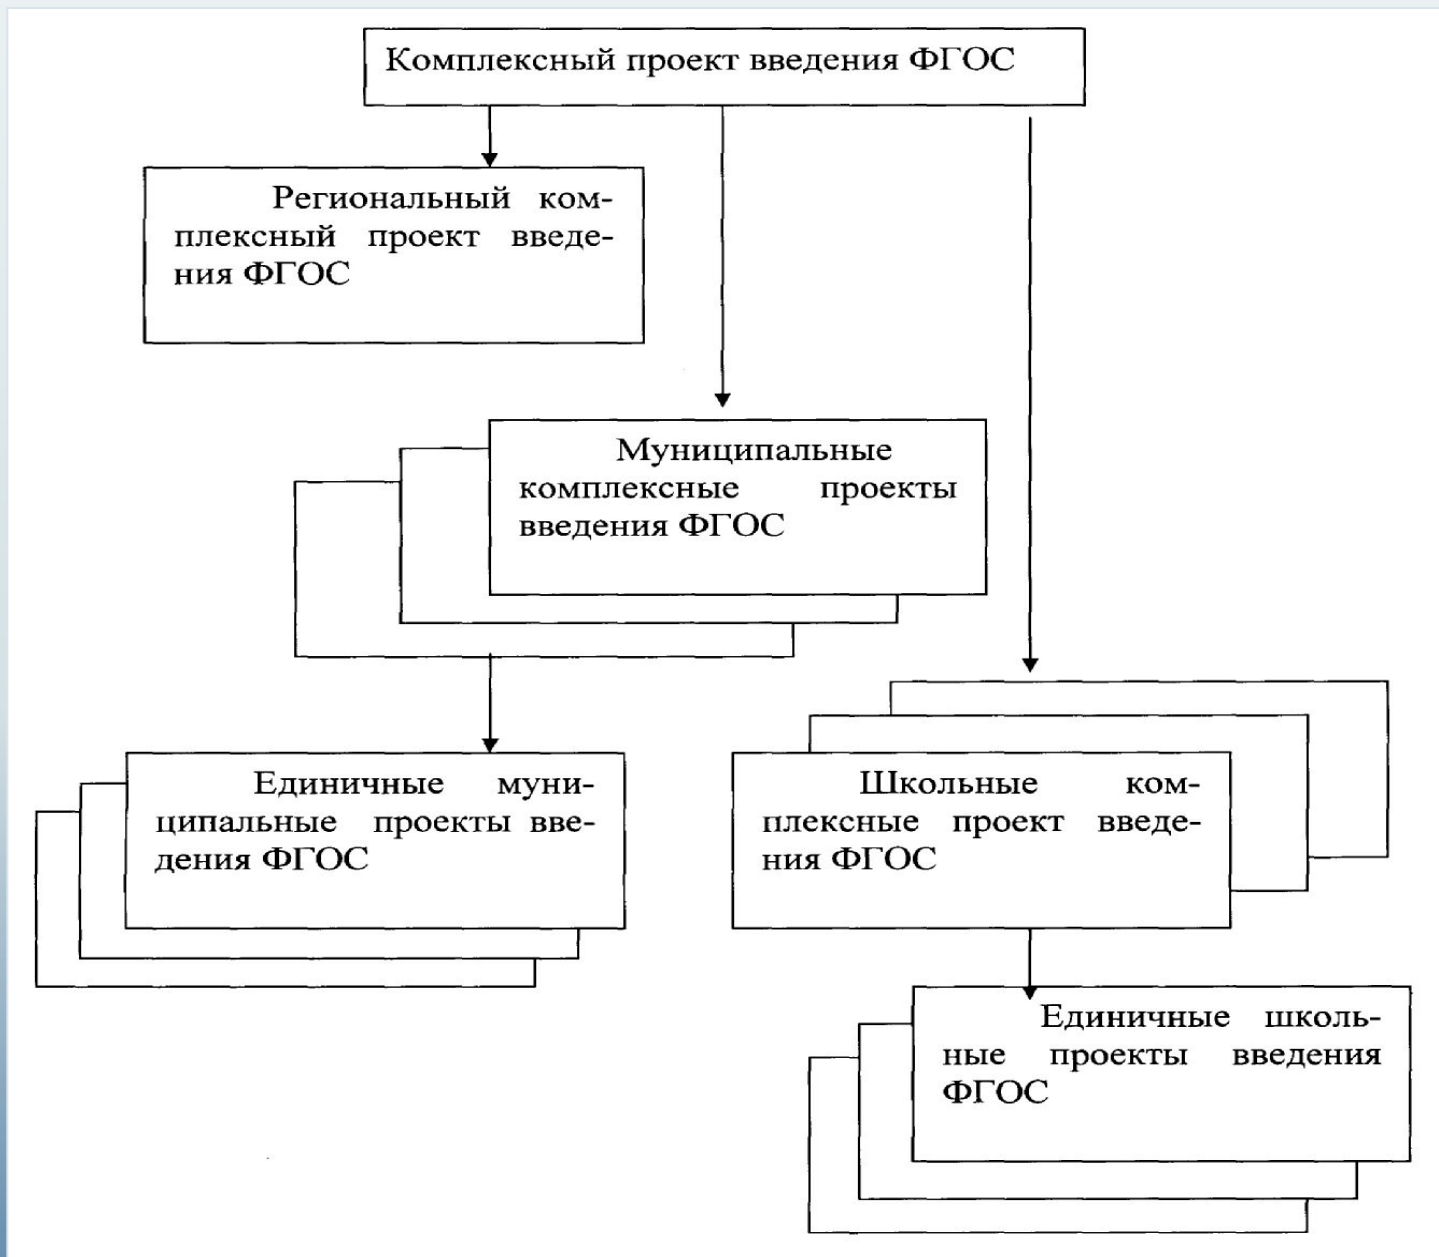 Комплексный проект введения ФГОС
Региональный ком-
плексный проект введе-
ния ФГОС
Муниципальные
комплексные проекты
введения ФГОС
Единичные муни-
ципальные проекты вве-
дения ФГОС
Школьные ком-
плексные проект введе-
ния ФГОС
Единичные школь-
ные проекты введения
ФГОС